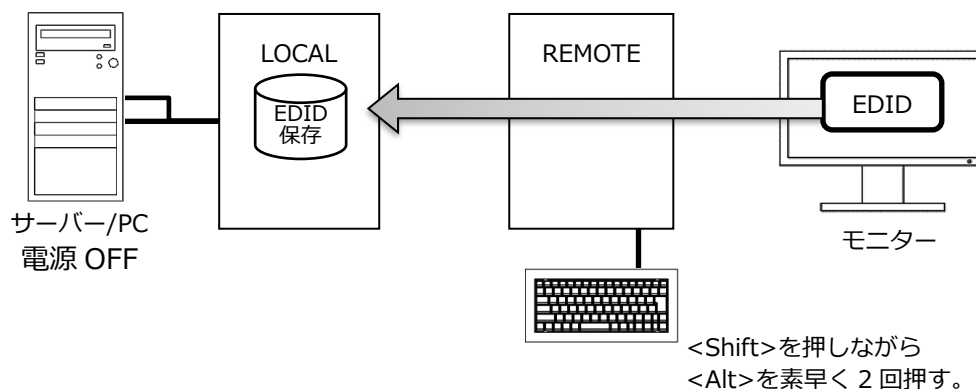 LOCAL
REMOTE
EDID
保存
EDID
サーバー/PC
電源 OFF
モニター
<Shift>を押しながら
<Alt>を素早く 2 回押す。